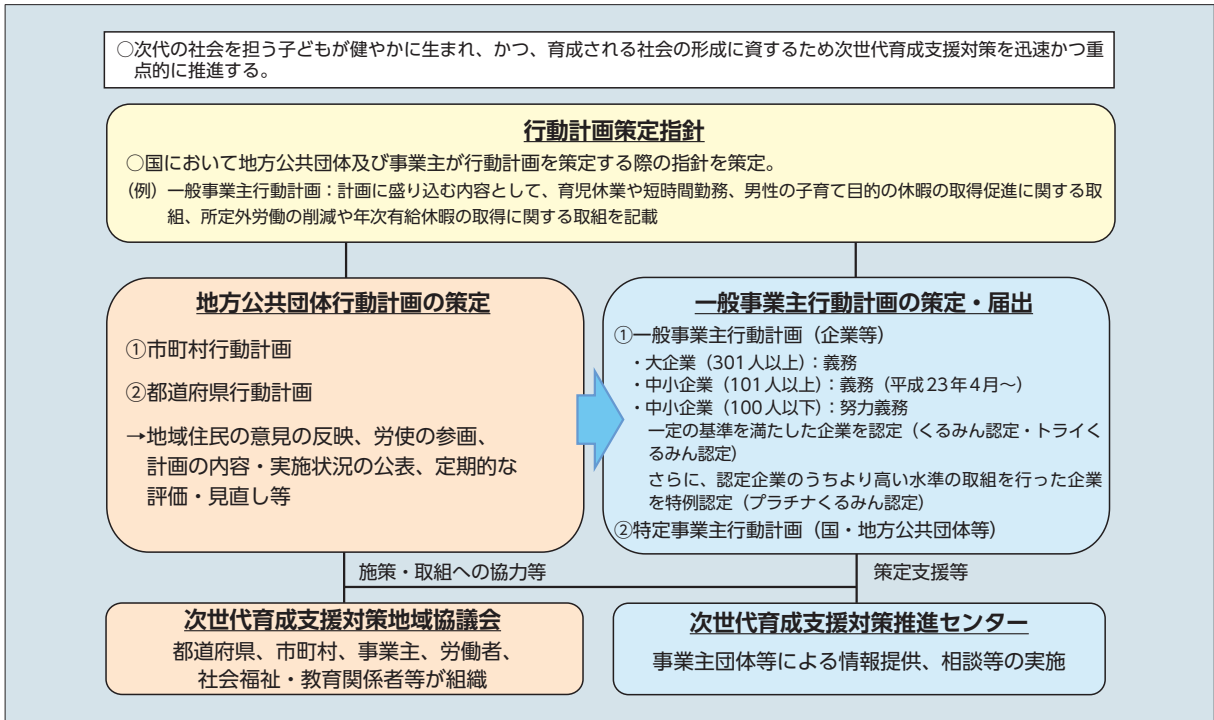 ○次代の社会を担う子どもが健やかに生まれ、かつ、育成される社会の形成に資するため次世代育成支援対策を迅速かつ重
点的に推進する。
行動計画策定指針
○国において地方公共団体及び事業主が行動計画を策定する際の指針を策定。
(例) 一般事業主行動計画：計画に盛り込む内容として、育児休業や短時間勤務、男性の子育て目的の休暇の取得促進に関する取
組、所定外労働の削減や年次有給休暇の取得に関する取組を記載
地方公共団体行動計画の策定
①市町村行動計画
②都道府県行動計画
→地域住民の意見の反映、労使の参画、
計画の内容・実施状況の公表、定期的な
評価・見直し等
一般事業主行動計画の策定・届出
①一般事業主行動計画（企業等）
・大企業（301人以上）：義務
・中小企業（101人以上）：義務（平成23年4月～）
・中小企業（100人以下）：努力義務
一定の基準を満たした企業を認定（くるみん認定・トライく
るみん認定）
さらに、認定企業のうちより高い水準の取組を行った企業
を特例認定（プラチナくるみん認定）
②特定事業主行動計画（国・地方公共団体等）
施策・取組への協力等
策定支援等
次世代育成支援対策地域協議会
都道府県、市町村、事業主、労働者、
社会福祉・教育関係者等が組織
次世代育成支援対策推進センター
事業主団体等による情報提供、相談等の実施